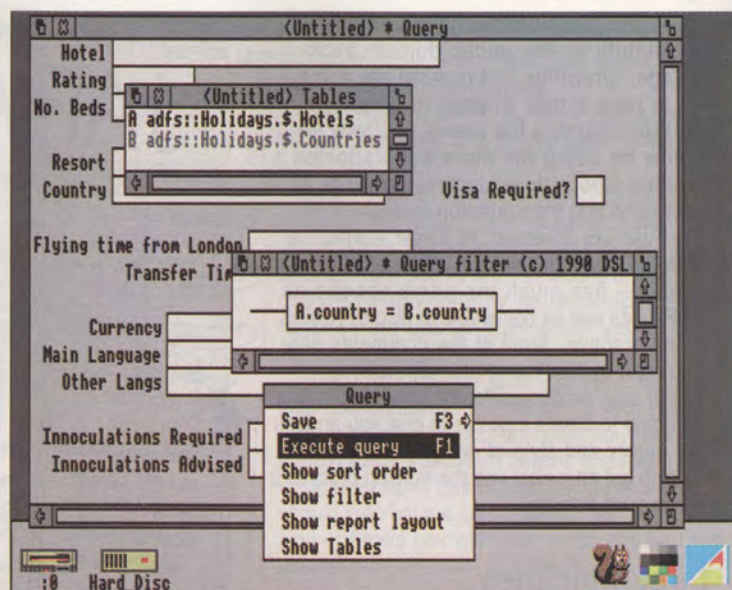 <Untitled> * Query
Hotel
Rating
No. Beds
<Untitled> Tables
A adfs::Holidays.$.Hotels
B adfs::Holidays.$.Countries
Resort
Country
Visa Required?
Flying time from London
Transfer Tim
<Untitled> * Query filter (c) 1990 DSL
A.country = B.country
Currency
Main Language
Other Langs
Query
Save F3
Execute query F1
Show sort order
Show filter
Show report layout
Show Tables
Innoculations Required
Innoculations Advised
:0 Hard Disc